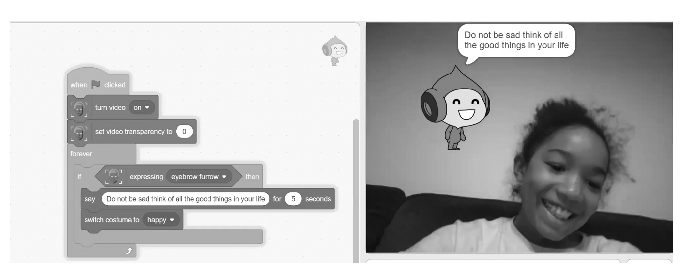 when clicked
turn video on
set video transparency to 0
forever
if expressing eyebrow furrow then
say Do not be sad think of all the good things in your life for 5 seconds
switch costume to happy
Do not be sad think of all
the good things in your life